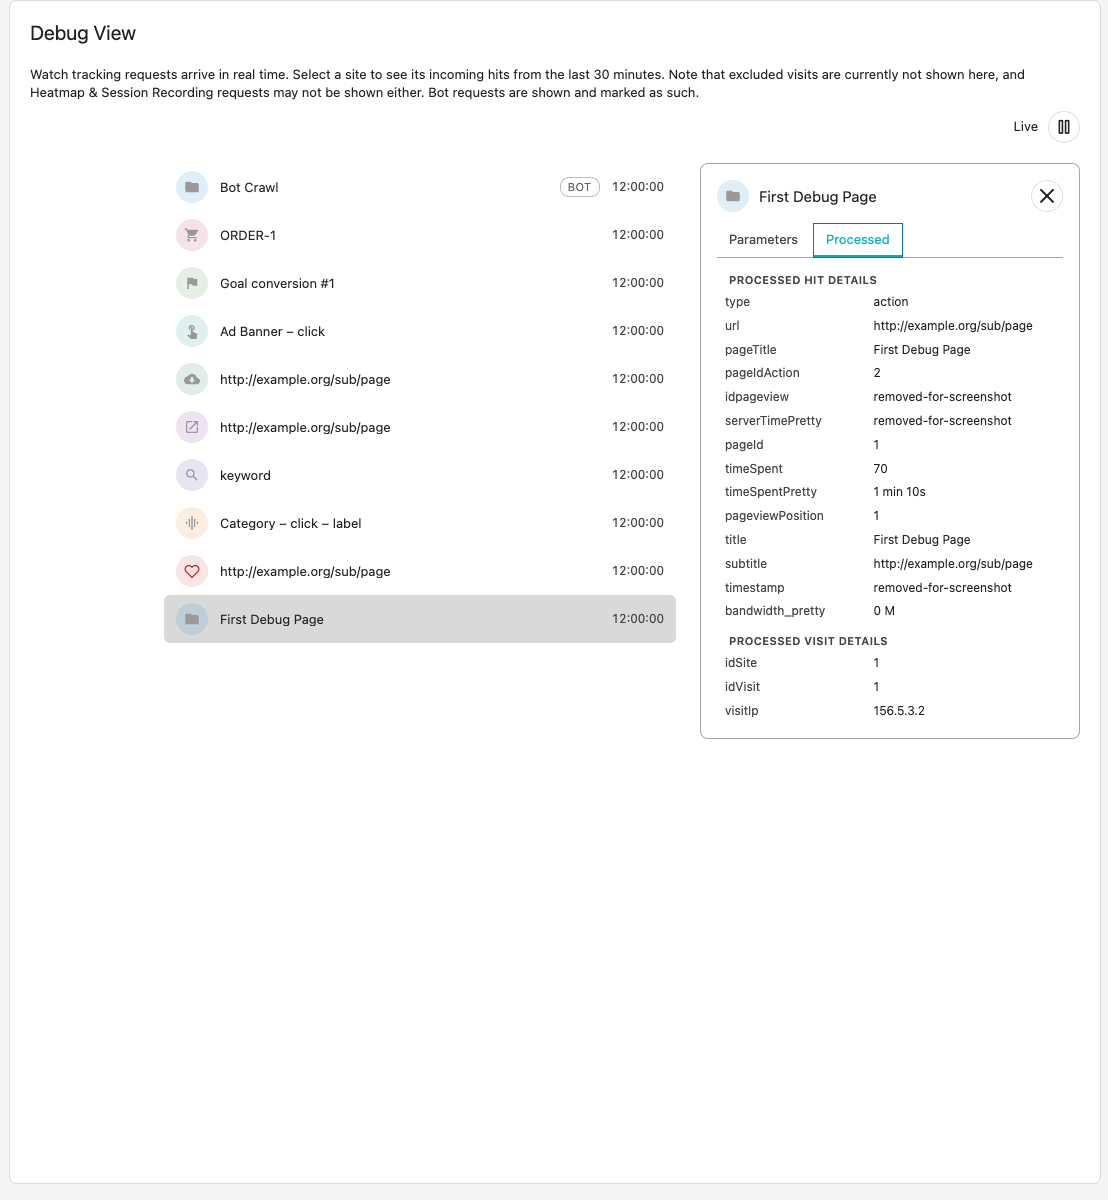 Debug View
Watch tracking requests arrive in real time. Select a site to see its incoming hits from the last 30 minutes. Note that excluded visits are currently not shown here, and
Heatmap & Session Recording requests may not be shown either. Bot requests are shown and marked as such.
Live
Bot Crawl BOT 12:00:00
ORDER-1 12:00:00
Goal conversion #1 12:00:00
Ad Banner – click 12:00:00
http://example.org/sub/page 12:00:00
http://example.org/sub/page 12:00:00
keyword 12:00:00
Category – click – label 12:00:00
http://example.org/sub/page 12:00:00
First Debug Page 12:00:00
First Debug Page
Parameters Processed
PROCESSED HIT DETAILS
type action
url http://example.org/sub/page
pageTitle First Debug Page
pageIdAction 2
idpageview removed-for-screenshot
serverTimePretty removed-for-screenshot
pageId 1
timeSpent 70
timeSpentPretty 1 min 10s
pageviewPosition 1
title First Debug Page
subtitle http://example.org/sub/page
timestamp removed-for-screenshot
bandwidth_pretty 0 M
PROCESSED VISIT DETAILS
idSite 1
idVisit 1
visitIp 156.5.3.2